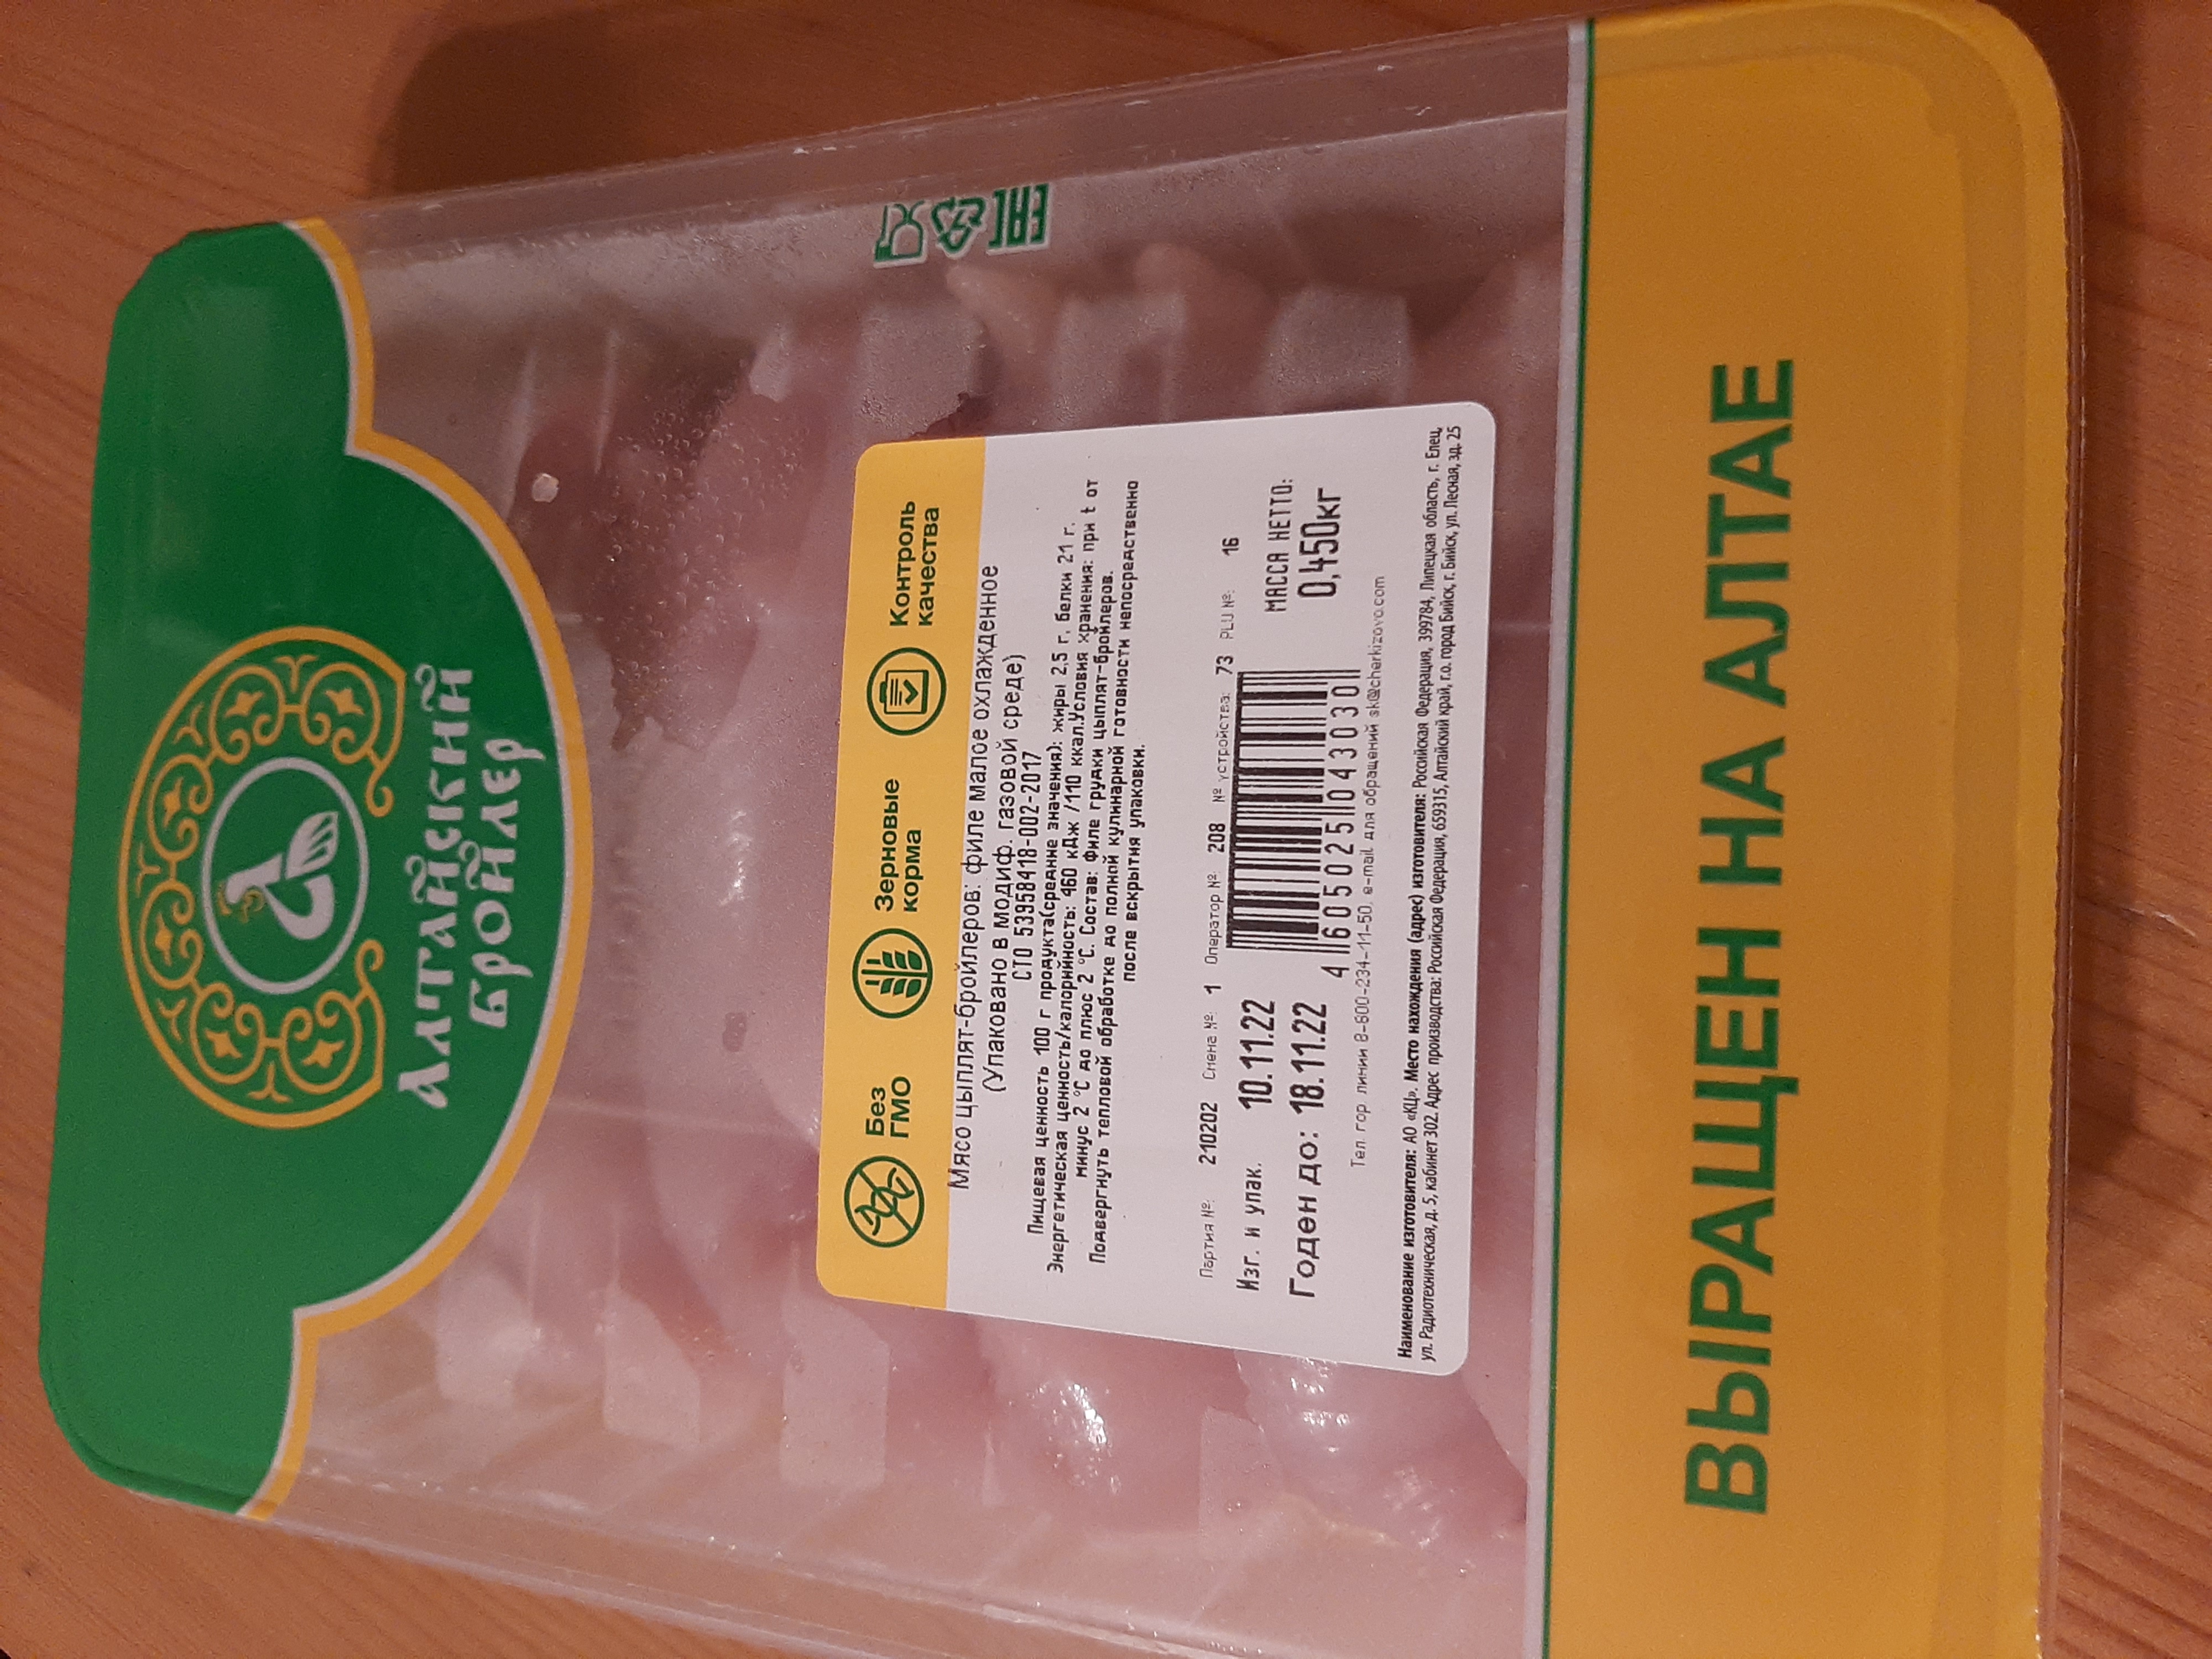 Алтайский
бройлер
Без
ГМО
Зерновые
корма
Контроль
качества
Мясо цыплят-бройлеров: филе малое охлажденное
(Упаковано в модиф. газовой среде)
СТО 53958418-002-2017
Пищевая ценность 100 г продукта(средние значения): жиры 2,5 г, белки 21 г.
Энергетическая ценность/калорийность: 460 кДж /110 ккал.Условия хранения: при t от
минус 2 °С до плюс 2 °С. Состав: Филе грудки цыплят-бройлеров.
Подвергнуть тепловой обработке до полной кулинарной готовности непосредственно
после вскрытия упаковки.
Партия №: 210202 Смена №: 1 Оператор №: 208 № устройства: 73 PLU №: 16
Изг. и упак. 10.11.22
МАССА НЕТТО:
Годен до: 18.11.22
0,450кг
4 605025 043030
Тел. гор. линии 8-800-234-11-50, e-mail для обращений sk@cherkizovo.com
Наименование изготовителя: АО «КЦ». Место нахождения (адрес) изготовителя: Российская Федерация, 399784, Липецкая область, г. Елец,
ул. Радиотехническая, д. 5, кабинет 302. Адрес производства: Российская Федерация, 659315, Алтайский край, г.о. город Бийск, г. Бийск, ул. Лесная, зд. 25
EAC
ВЫРАЩЕН НА АЛТАЕ